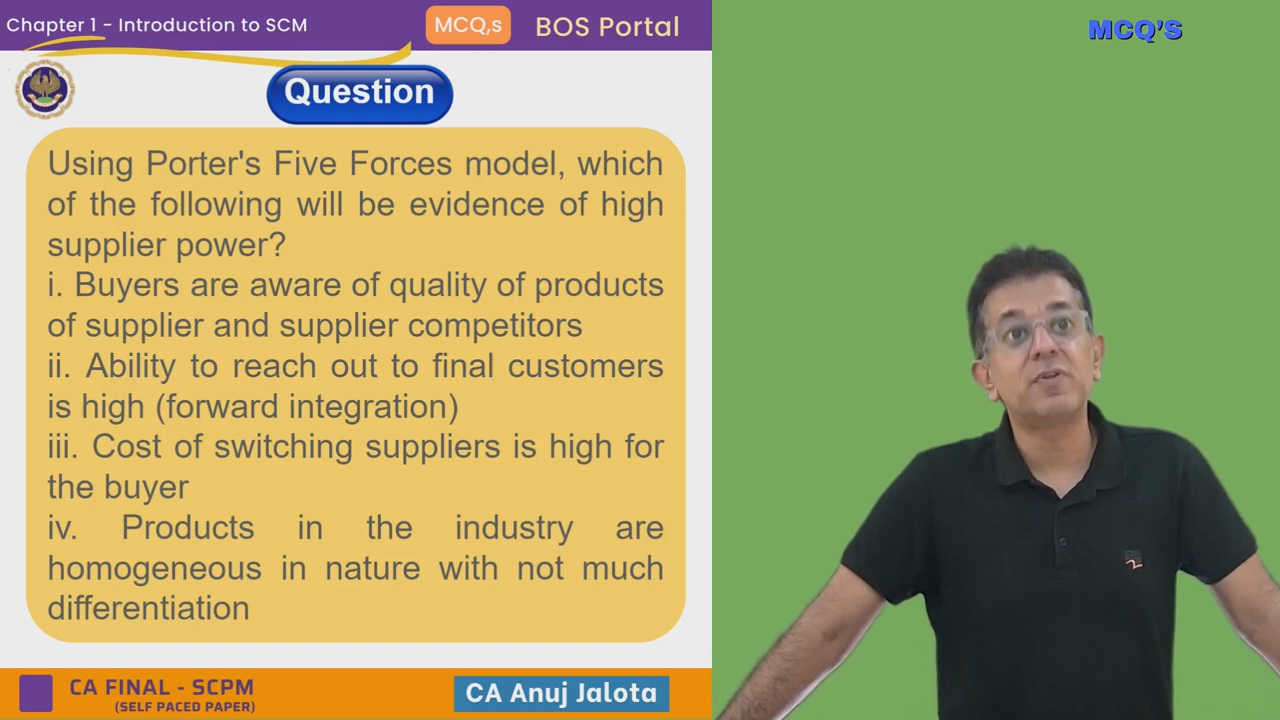 Chapter 1 - Introduction to SCM
MCQ,s
BOS Portal
MCQ'S
Question
Using Porter's Five Forces model, which
of the following will be evidence of high
supplier power?
i. Buyers are aware of quality of products
of supplier and supplier competitors
ii. Ability to reach out to final customers
is high (forward integration)
iii. Cost of switching suppliers is high for
the buyer
iv. Products in the industry are
homogeneous in nature with not much
differentiation
CA FINAL - SCPM
(SELF PACED PAPER)
CA Anuj Jalota